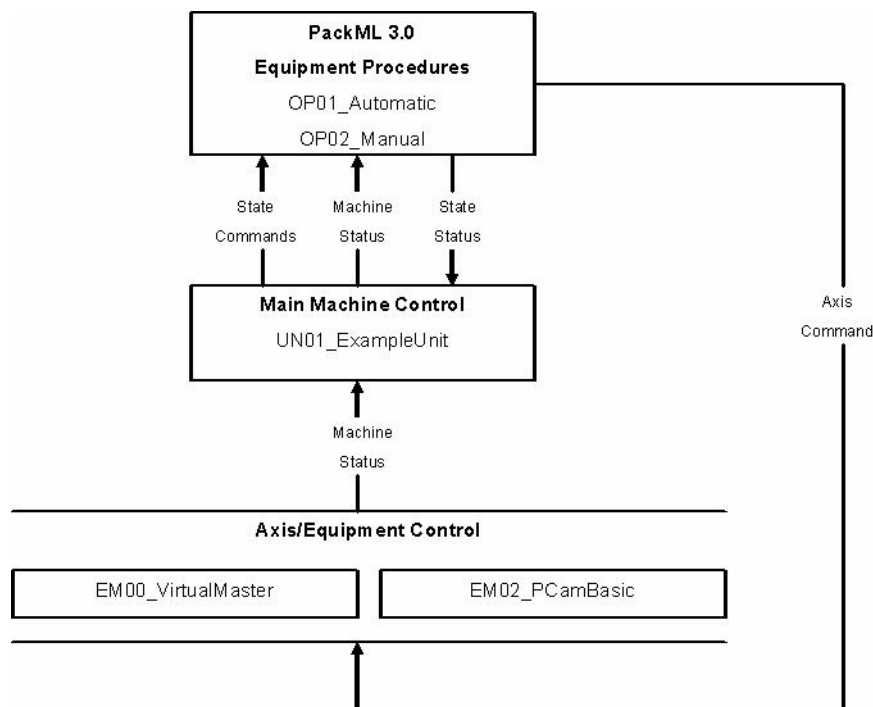 PackML 3.0
Equipment Procedures
OP01_Automatic
OP02_Manual
State
Commands
Machine
Status
State
Status
Main Machine Control
UN01_ExampleUnit
Axis
Command
Machine
Status
Axis/Equipment Control
EM00_VirtualMaster
EM02_PCamBasic